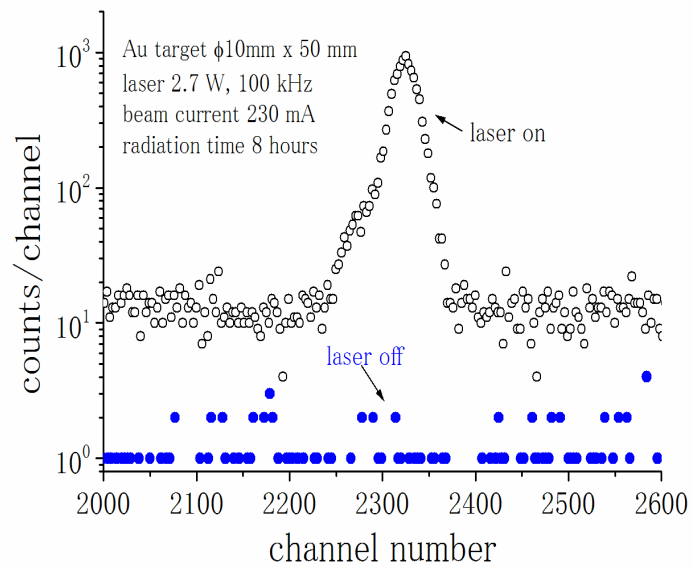 Au target ϕ10mm x 50 mm
laser 2.7 W, 100 kHz
beam current 230 mA
radiation time 8 hours
laser on
laser off
counts/channel
10³
10²
10¹
10⁰
2000 2100 2200 2300 2400 2500 2600
channel number